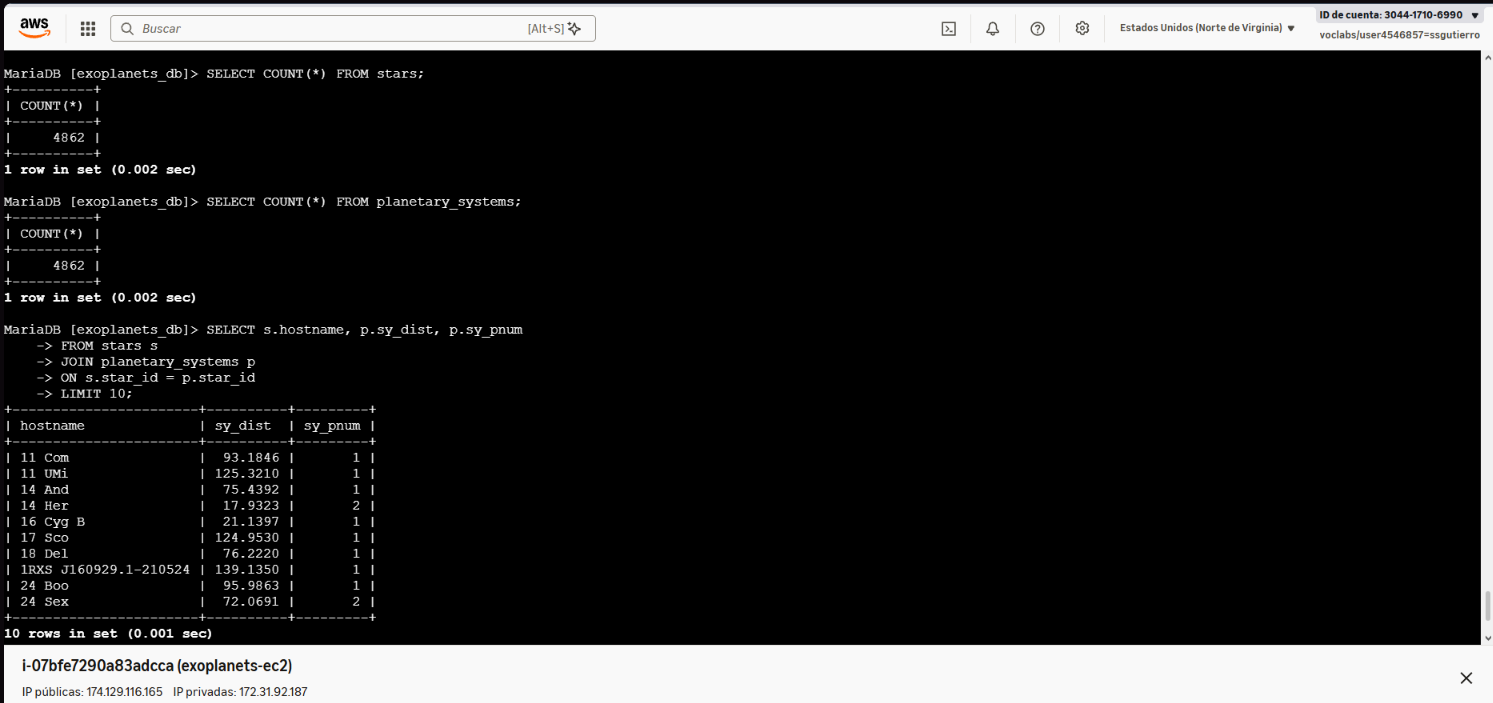 aws
Buscar [Alt+S]
Estados Unidos (Norte de Virginia) ▼
ID de cuenta: 3044-1710-6990 ▼
voclabs/user4546857=ssgutierro
MariaDB [exoplanets_db]> SELECT COUNT(*) FROM stars;
+----------+
| COUNT(*) |
+----------+
|     4862 |
+----------+
1 row in set (0.002 sec)
MariaDB [exoplanets_db]> SELECT COUNT(*) FROM planetary_systems;
+----------+
| COUNT(*) |
+----------+
|     4862 |
+----------+
1 row in set (0.002 sec)
MariaDB [exoplanets_db]> SELECT s.hostname, p.sy_dist, p.sy_pnum
    -> FROM stars s
    -> JOIN planetary_systems p
    -> ON s.star_id = p.star_id
    -> LIMIT 10;
+-----------------------+----------+---------+
| hostname              | sy_dist  | sy_pnum |
+-----------------------+----------+---------+
| 11 Com                |  93.1846 |       1 |
| 11 UMi                | 125.3210 |       1 |
| 14 And                |  75.4392 |       1 |
| 14 Her                |  17.9323 |       2 |
| 16 Cyg B              |  21.1397 |       1 |
| 17 Sco                | 124.9530 |       1 |
| 18 Del                |  76.2220 |       1 |
| 1RXS J160929.1-210524 | 139.1350 |       1 |
| 24 Boo                |  95.9863 |       1 |
| 24 Sex                |  72.0691 |       2 |
+-----------------------+----------+---------+
10 rows in set (0.001 sec)
i-07bfe7290a83adcca (exoplanets-ec2)
IP públicas: 174.129.116.165 IP privadas: 172.31.92.187